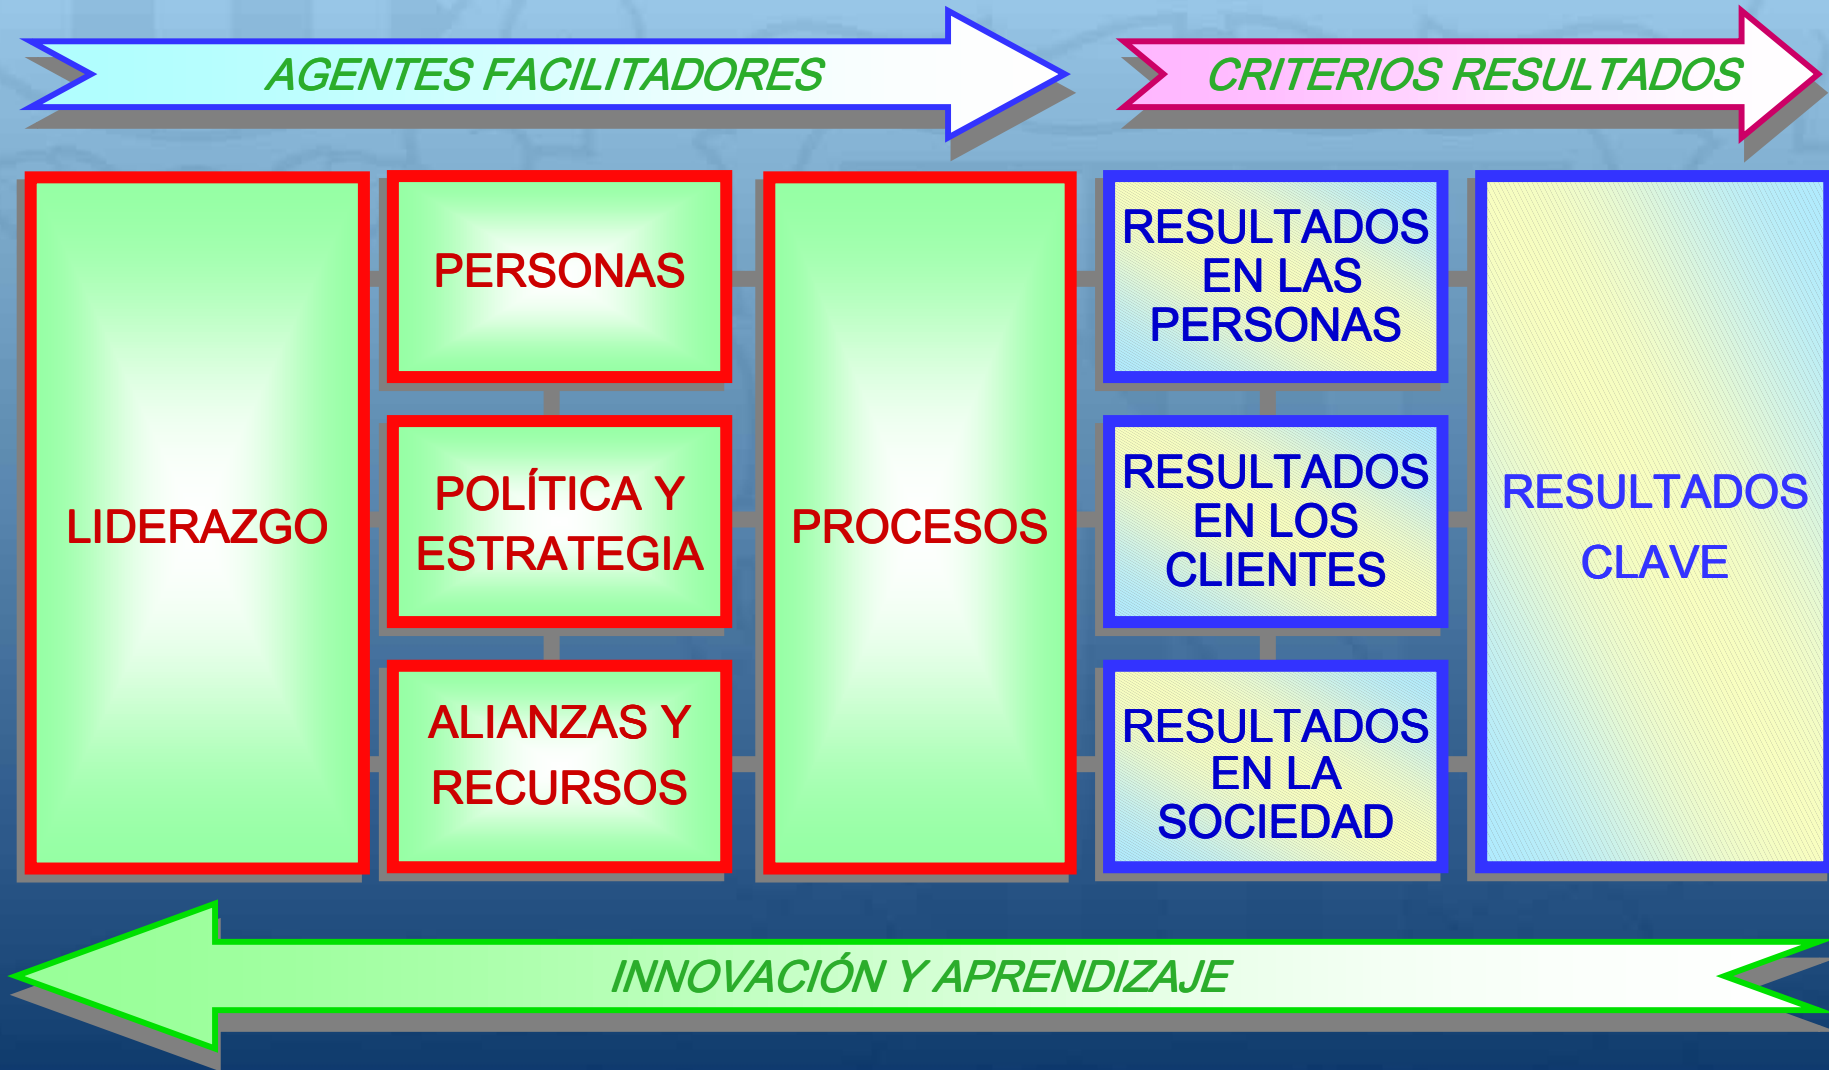 AGENTES FACILITADORES
CRITERIOS RESULTADOS
LIDERAZGO
PERSONAS
POLÍTICA Y
ESTRATEGIA
ALIANZAS Y
RECURSOS
PROCESOS
RESULTADOS
EN LAS
PERSONAS
RESULTADOS
EN LOS
CLIENTES
RESULTADOS
EN LA
SOCIEDAD
RESULTADOS
CLAVE
INNOVACIÓN Y APRENDIZAJE